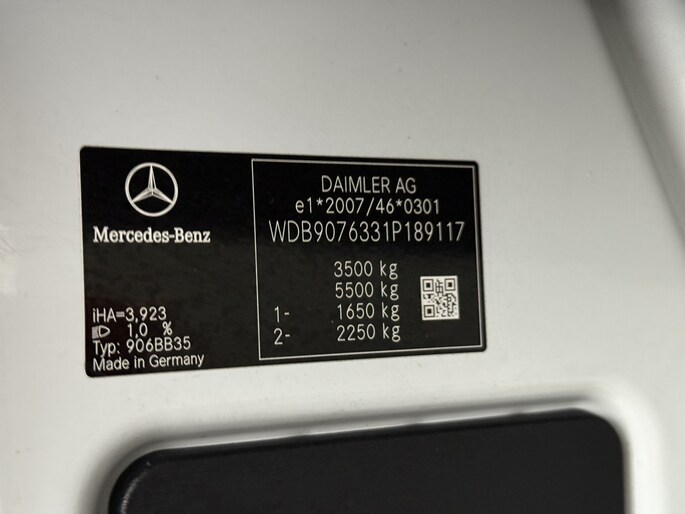 Mercedes-Benz
iHA=3,923
1,0 %
Typ: 906BB35
Made in Germany
DAIMLER AG
e1*2007/46*0301
WDB9076331P189117
3500 kg
5500 kg
1- 1650 kg
2- 2250 kg